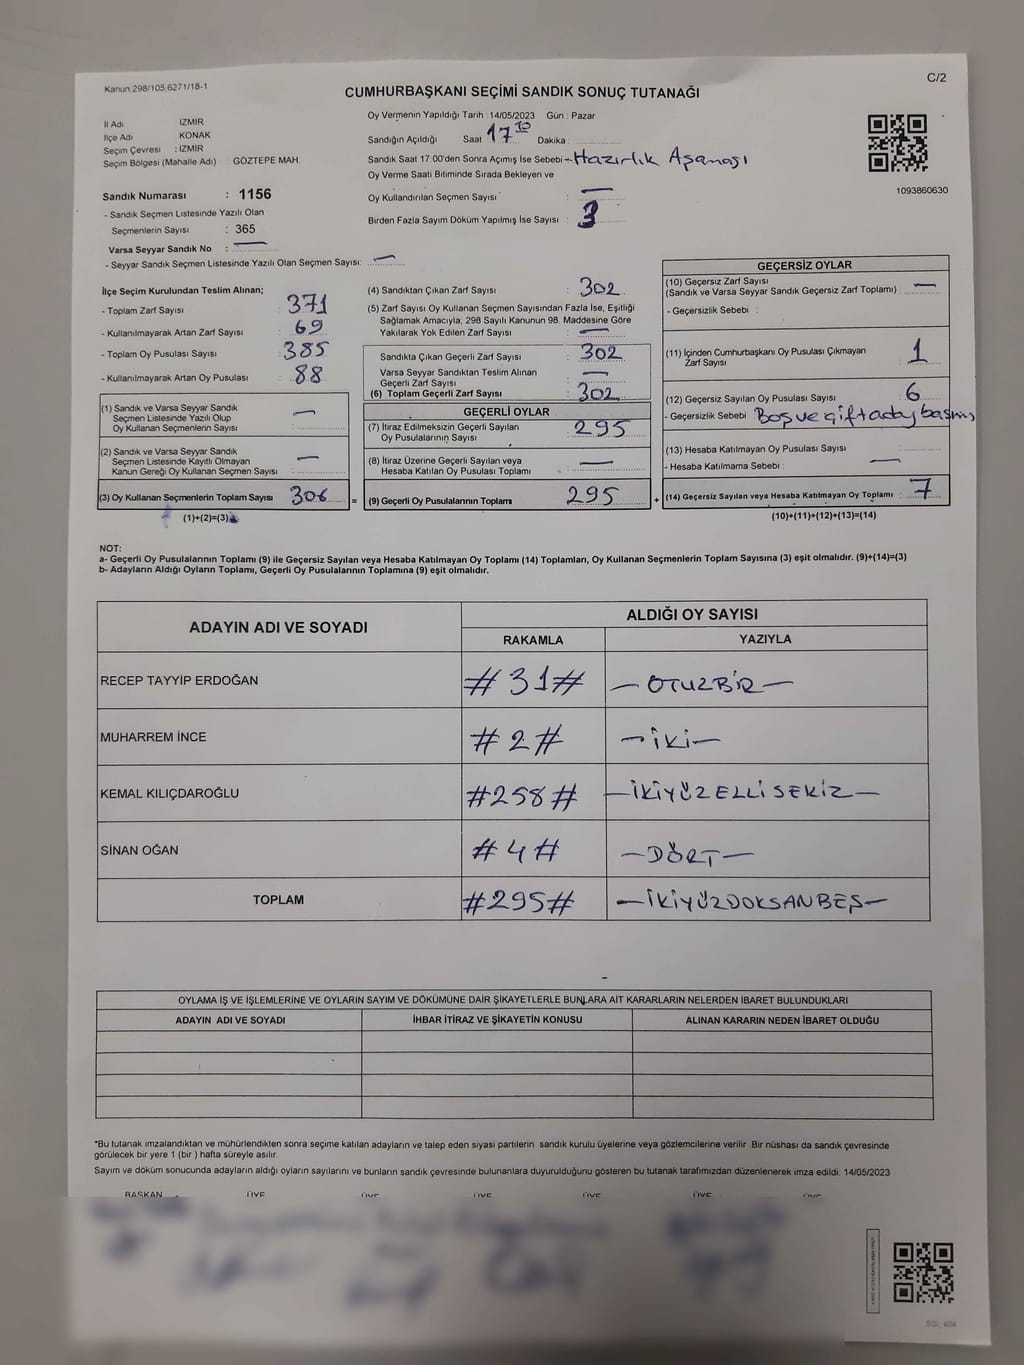 Kanun 298/105,6271/18-1
C/2
CUMHURBAŞKANI SEÇİMİ SANDIK SONUÇ TUTANAĞI
İl Adı İZMİR
İlçe Adı KONAK
Seçim Çevresi : İZMİR
Seçim Bölgesi (Mahalle Adı) : GÖZTEPE MAH.
Sandık Numarası : 1156
- Sandık Seçmen Listesinde Yazılı Olan
Seçmenlerin Sayısı : 365
Varsa Seyyar Sandık No : —
- Seyyar Sandık Seçmen Listesinde Yazılı Olan Seçmen Sayısı: —
Oy Vermenin Yapıldığı Tarih : 14/05/2023 Gün : Pazar
Sandığın Açıldığı Saat 17 10 Dakika :
Sandık Saat 17:00'den Sonra Açımış İse Sebebi - Hazırlık Aşaması
Oy Verme Saati Bitiminde Sırada Bekleyen ve
Oy Kullandırılan Seçmen Sayısı : —
Birden Fazla Sayım Döküm Yapılmış İse Sayısı : 3
1093860630
İlçe Seçim Kurulundan Teslim Alınan;
- Toplam Zarf Sayısı : 371
- Kullanılmayarak Artan Zarf Sayısı : 69
- Toplam Oy Pusulası Sayısı : 385
- Kullanılmayarak Artan Oy Pusulası : 88
(1) Sandık ve Varsa Seyyar Sandık
Seçmen Listesinde Yazılı Olup
Oy Kullanan Seçmenlerin Sayısı : —
(2) Sandık ve Varsa Seyyar Sandık
Seçmen Listesinde Kayıtlı Olmayan
Kanun Gereği Oy Kullanan Seçmen Sayısı : —
(3) Oy Kullanan Seçmenlerin Toplam Sayısı : 306 =
(1)+(2)=(3)
(4) Sandıktan Çıkan Zarf Sayısı : 302
(5) Zarf Sayısı Oy Kullanan Seçmen Sayısından Fazla İse, Eşitliği
Sağlamak Amacıyla; 298 Sayılı Kanunun 98. Maddesine Göre
Yakılarak Yok Edilen Zarf Sayısı : —
Sandıkta Çıkan Geçerli Zarf Sayısı : 302
Varsa Seyyar Sandıktan Teslim Alınan
Geçerli Zarf Sayısı : —
(6) Toplam Geçerli Zarf Sayısı : 302
GEÇERLİ OYLAR
(7) İtiraz Edilmeksizin Geçerli Sayılan
Oy Pusulalarının Sayısı : 295
(8) İtiraz Üzerine Geçerli Sayılan veya
Hesaba Katılan Oy Pusulası Toplamı : —
(9) Geçerli Oy Pusulalarının Toplamı : 295 +
GEÇERSİZ OYLAR
(10) Geçersiz Zarf Sayısı
(Sandık ve Varsa Seyyar Sandık Geçersiz Zarf Toplamı) : —
- Geçersizlik Sebebi :
(11) İçinden Cumhurbaşkanı Oy Pusulası Çıkmayan
Zarf Sayısı : 1
(12) Geçersiz Sayılan Oy Pusulası Sayısı : 6
- Geçersizlik Sebebi Boş ve çift aday basmış
(13) Hesaba Katılmayan Oy Pusulası Sayısı :
- Hesaba Katılmama Sebebi : —
(14) Geçersiz Sayılan veya Hesaba Katılmayan Oy Toplamı : 7
(10)+(11)+(12)+(13)=(14)
NOT:
a- Geçerli Oy Pusulalarının Toplamı (9) ile Geçersiz Sayılan veya Hesaba Katılmayan Oy Toplamı (14) Toplamları, Oy Kullanan Seçmenlerin Toplam Sayısına (3) eşit olmalıdır. (9)+(14)=(3)
b- Adayların Aldığı Oyların Toplamı, Geçerli Oy Pusulalarının Toplamına (9) eşit olmalıdır.
ADAYIN ADI VE SOYADI
ALDIĞI OY SAYISI
RAKAMLA YAZIYLA
RECEP TAYYİP ERDOĞAN #31# —OTUZBİR—
MUHARREM İNCE #2# —İKİ—
KEMAL KILIÇDAROĞLU #258# —İKİYÜZELLİSEKİZ—
SİNAN OĞAN #4# —DÖRT—
TOPLAM #295# —İKİYÜZDOKSANBEŞ—
OYLAMA İŞ VE İŞLEMLERİNE VE OYLARIN SAYIM VE DÖKÜMÜNE DAİR ŞİKAYETLERLE BUNLARA AİT KARARLARIN NELERDEN İBARET BULUNDUKLARI
ADAYIN ADI VE SOYADI İHBAR İTİRAZ VE ŞİKAYETİN KONUSU ALINAN KARARIN NEDEN İBARET OLDUĞU
*Bu tutanak imzalandıktan ve mühürlendikten sonra seçime katılan adayların ve talep eden siyasi partilerin sandık kurulu üyelerine veya gözlemcilerine verilir. Bir nüshası da sandık çevresinde
görülecek bir yere 1 (bir ) hafta süreyle asılır.
Sayım ve döküm sonucunda adayların aldığı oyların sayılarını ve bunların sandık çevresinde bulunanlara duyurulduğunu gösteren bu tutanak tarafımızdan düzenlenerek imza edildi. 14/05/2023
BAŞKAN ÜYE ÜYE ÜYE ÜYE ÜYE ÜYE